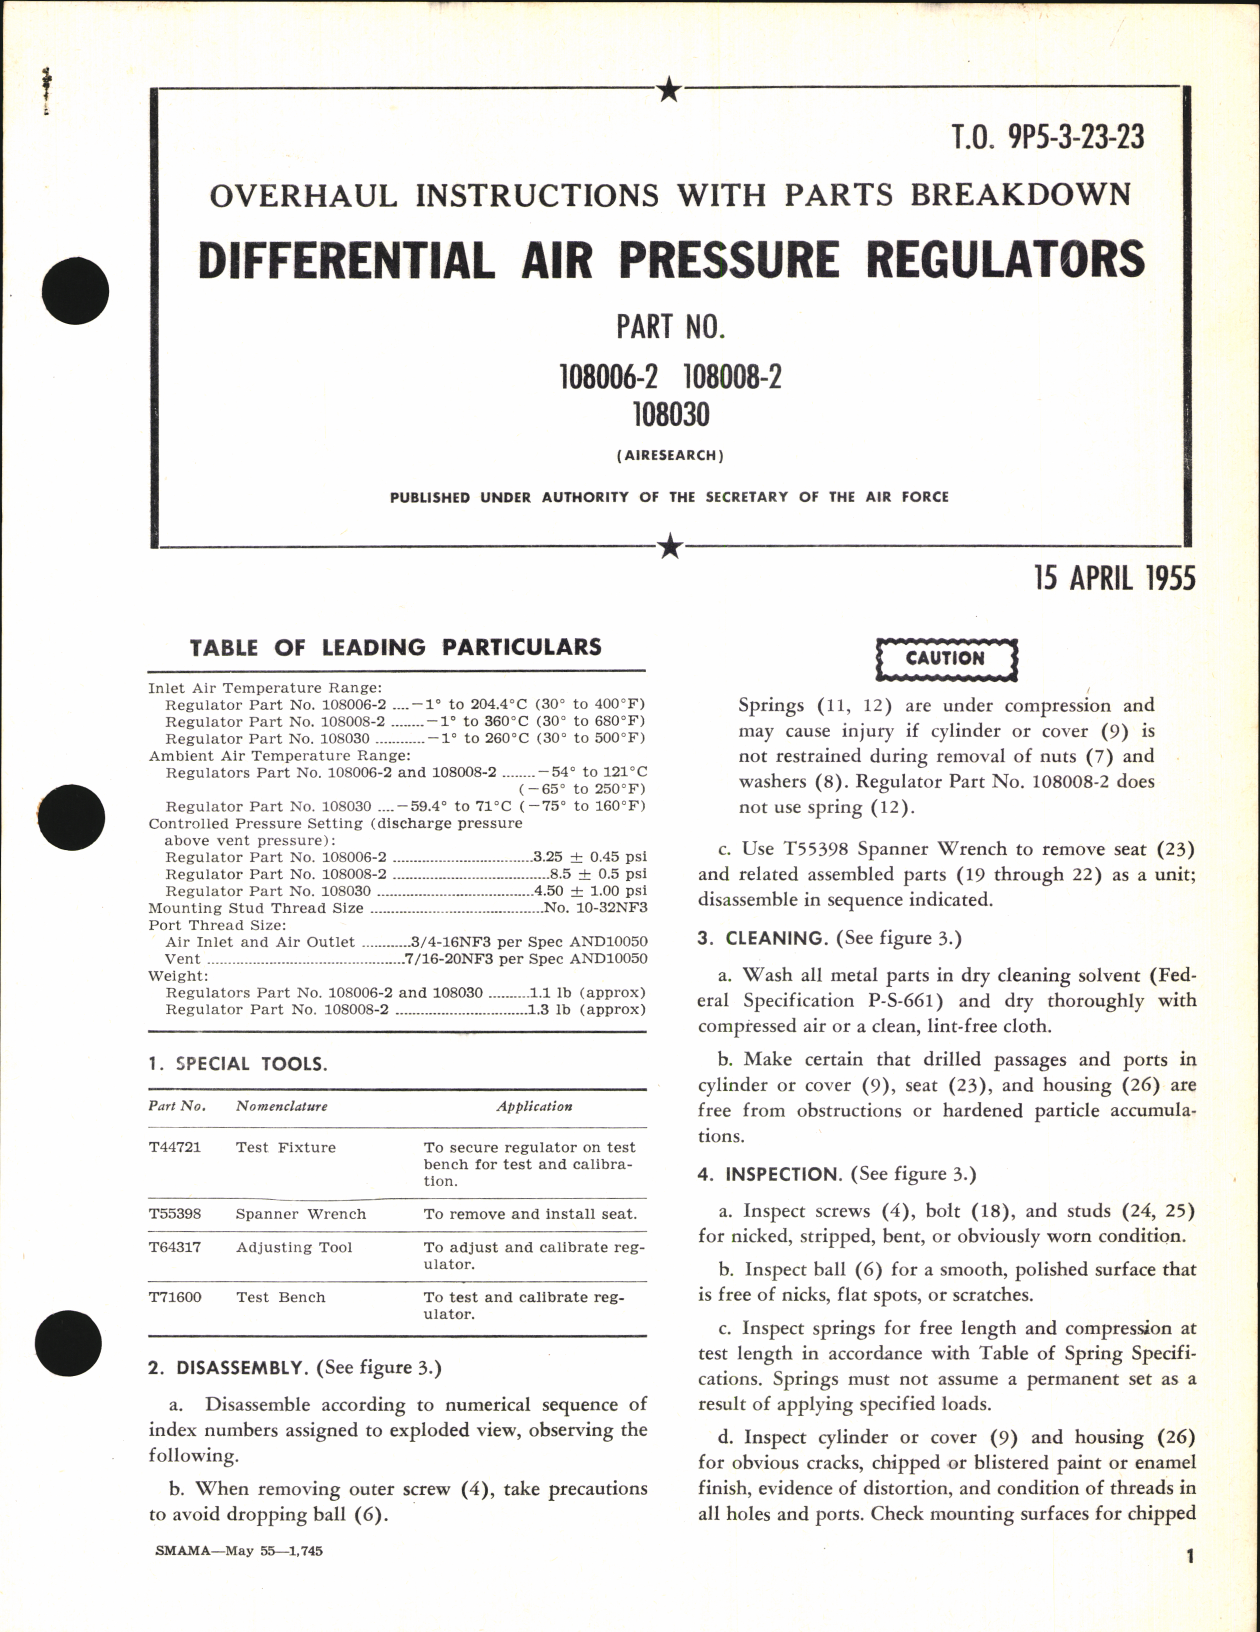 T.O. 9P5-3-23-23
OVERHAUL INSTRUCTIONS WITH PARTS BREAKDOWN
DIFFERENTIAL AIR PRESSURE REGULATORS
PART NO.
108006-2 108008-2
108030
(AIRESEARCH)
PUBLISHED UNDER AUTHORITY OF THE SECRETARY OF THE AIR FORCE
15 APRIL 1955
TABLE OF LEADING PARTICULARS
Inlet Air Temperature Range:
Regulator Part No. 108006-2 ....−1° to 204.4°C (30° to 400°F)
Regulator Part No. 108008-2 ........−1° to 360°C (30° to 680°F)
Regulator Part No. 108030 ............−1° to 260°C (30° to 500°F)
Ambient Air Temperature Range:
Regulators Part No. 108006-2 and 108008-2 ........−54° to 121°C
(−65° to 250°F)
Regulator Part No. 108030 ....−59.4° to 71°C (−75° to 160°F)
Controlled Pressure Setting (discharge pressure
above vent pressure):
Regulator Part No. 108006-2 ..................................3.25 ± 0.45 psi
Regulator Part No. 108008-2 ......................................8.5 ± 0.5 psi
Regulator Part No. 108030 ......................................4.50 ± 1.00 psi
Mounting Stud Thread Size ..........................................No. 10-32NF3
Port Thread Size:
Air Inlet and Air Outlet ............3/4-16NF3 per Spec AND10050
Vent ................................................7/16-20NF3 per Spec AND10050
Weight:
Regulators Part No. 108006-2 and 108030 ..........1.1 lb (approx)
Regulator Part No. 108008-2 ................................1.3 lb (approx)
1. SPECIAL TOOLS.
Part No. Nomenclature Application
T44721 Test Fixture To secure regulator on test
bench for test and calibra-
tion.
T55398 Spanner Wrench To remove and install seat.
T64317 Adjusting Tool To adjust and calibrate reg-
ulator.
T71600 Test Bench To test and calibrate reg-
ulator.
2. DISASSEMBLY. (See figure 3.)
a. Disassemble according to numerical sequence of
index numbers assigned to exploded view, observing the
following.
b. When removing outer screw (4), take precautions
to avoid dropping ball (6).
SMAMA—May 55—1,745
CAUTION
Springs (11, 12) are under compression and
may cause injury if cylinder or cover (9) is
not restrained during removal of nuts (7) and
washers (8). Regulator Part No. 108008-2 does
not use spring (12).
c. Use T55398 Spanner Wrench to remove seat (23)
and related assembled parts (19 through 22) as a unit;
disassemble in sequence indicated.
3. CLEANING. (See figure 3.)
a. Wash all metal parts in dry cleaning solvent (Fed-
eral Specification P-S-661) and dry thoroughly with
compressed air or a clean, lint-free cloth.
b. Make certain that drilled passages and ports in
cylinder or cover (9), seat (23), and housing (26) are
free from obstructions or hardened particle accumula-
tions.
4. INSPECTION. (See figure 3.)
a. Inspect screws (4), bolt (18), and studs (24, 25)
for nicked, stripped, bent, or obviously worn condition.
b. Inspect ball (6) for a smooth, polished surface that
is free of nicks, flat spots, or scratches.
c. Inspect springs for free length and compression at
test length in accordance with Table of Spring Specifi-
cations. Springs must not assume a permanent set as a
result of applying specified loads.
d. Inspect cylinder or cover (9) and housing (26)
for obvious cracks, chipped or blistered paint or enamel
finish, evidence of distortion, and condition of threads in
all holes and ports. Check mounting surfaces for chipped
1